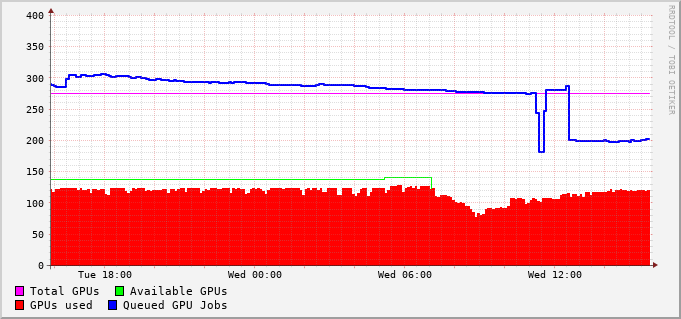 400
350
300
250
200
150
100
50
0
Tue 18:00 Wed 00:00 Wed 06:00 Wed 12:00
Total GPUs Available GPUs
GPUs used Queued GPU Jobs
RRDTOOL / TOBI OETIKER